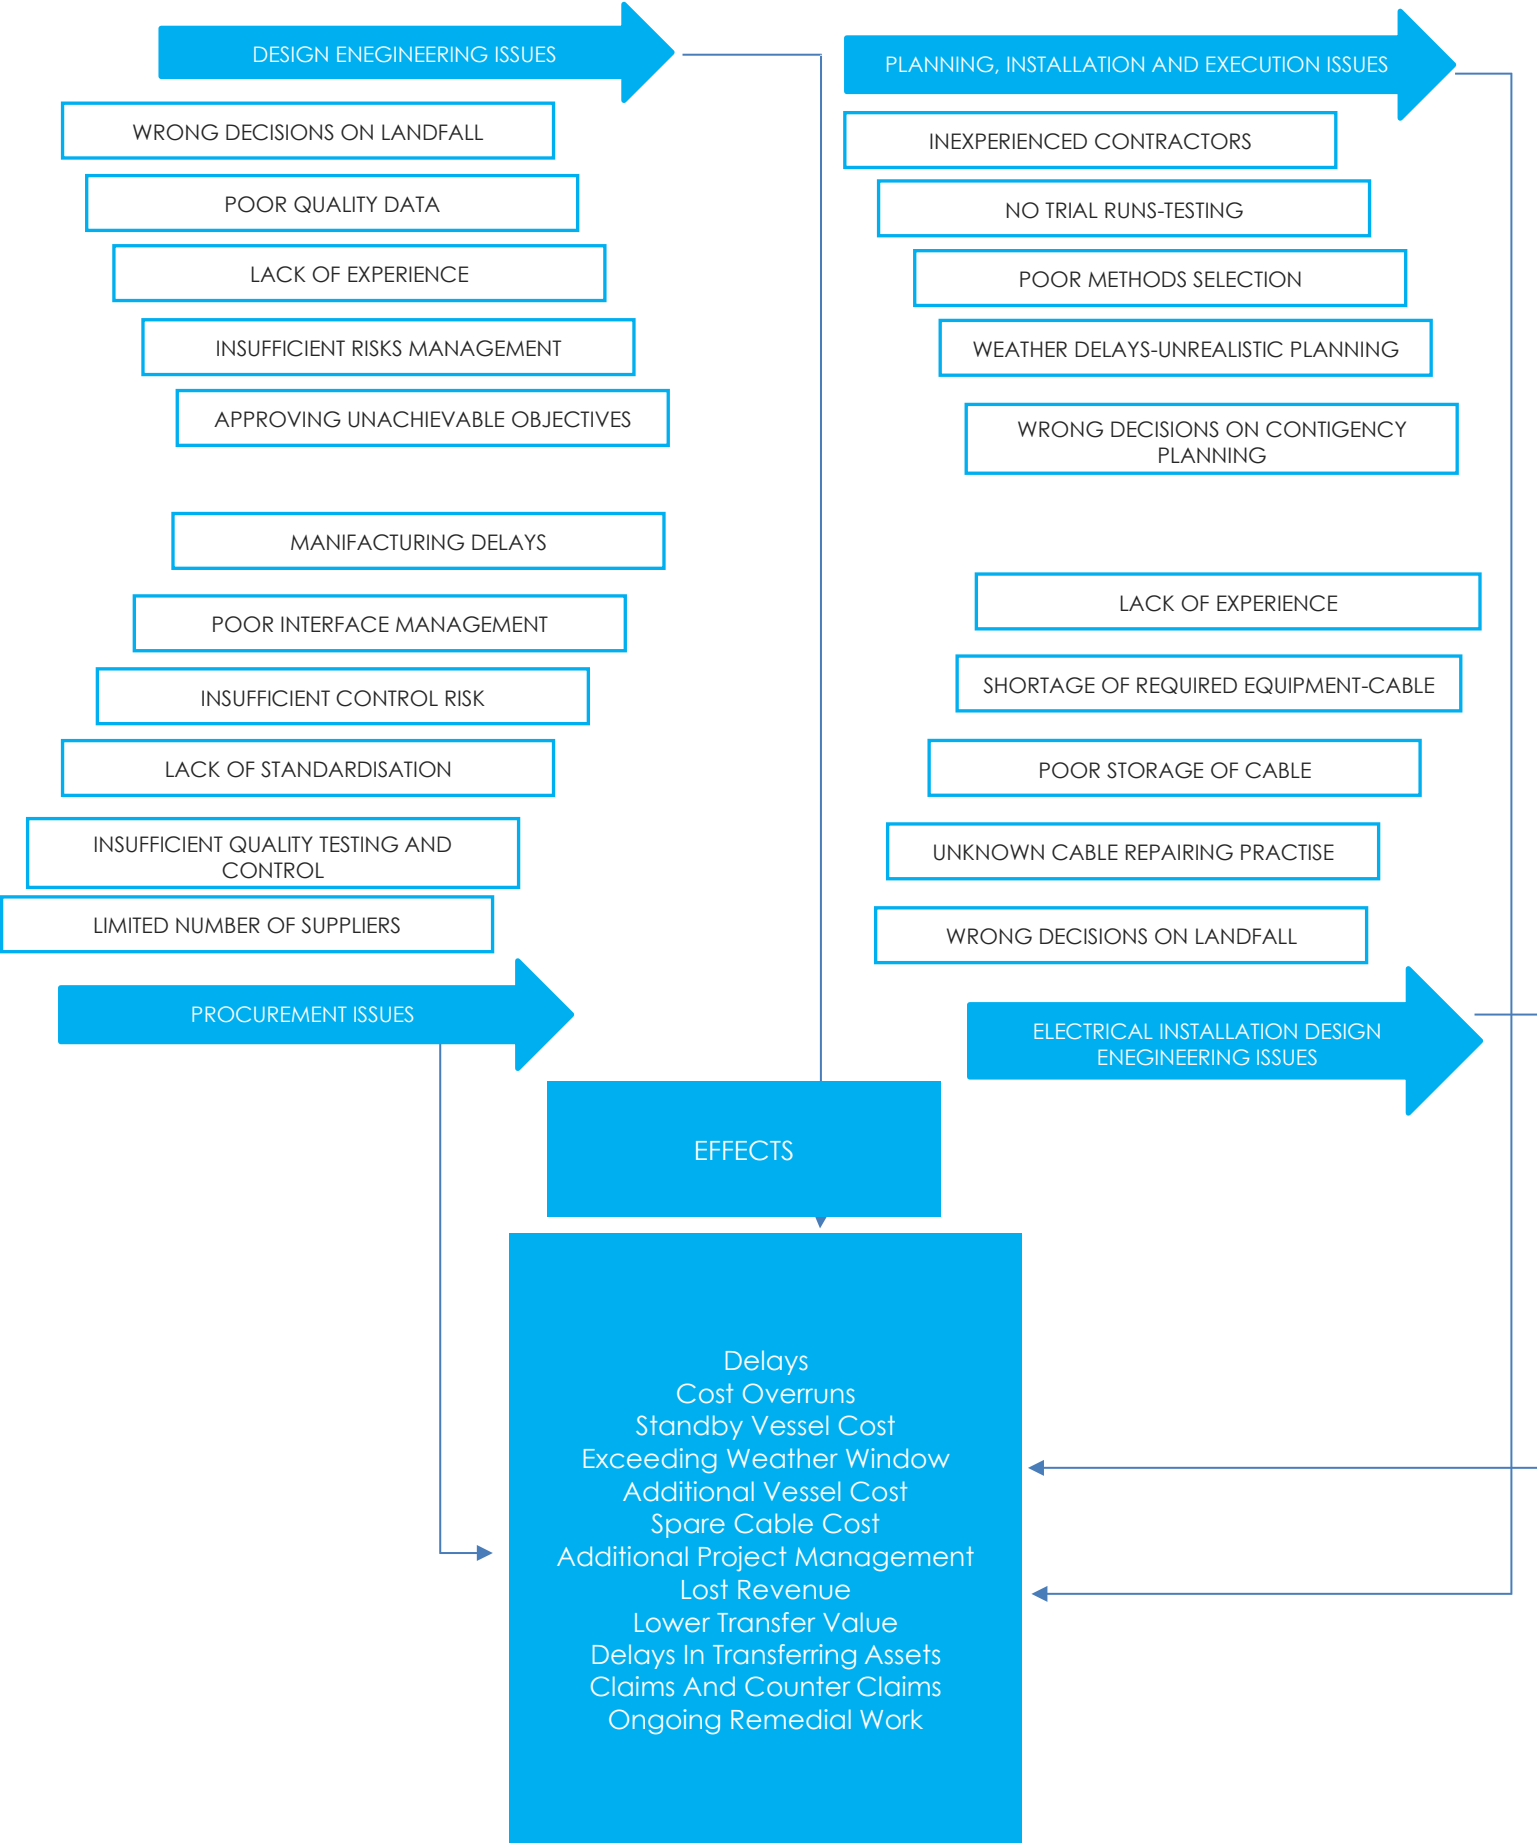 DESIGN ENEGINEERING ISSUES
WRONG DECISIONS ON LANDFALL
POOR QUALITY DATA
LACK OF EXPERIENCE
INSUFFICIENT RISKS MANAGEMENT
APPROVING UNACHIEVABLE OBJECTIVES
MANIFACTURING DELAYS
POOR INTERFACE MANAGEMENT
INSUFFICIENT CONTROL RISK
LACK OF STANDARDISATION
INSUFFICIENT QUALITY TESTING AND
CONTROL
LIMITED NUMBER OF SUPPLIERS
PROCUREMENT ISSUES
PLANNING, INSTALLATION AND EXECUTION ISSUES
INEXPERIENCED CONTRACTORS
NO TRIAL RUNS-TESTING
POOR METHODS SELECTION
WEATHER DELAYS-UNREALISTIC PLANNING
WRONG DECISIONS ON CONTIGENCY
PLANNING
LACK OF EXPERIENCE
SHORTAGE OF REQUIRED EQUIPMENT-CABLE
POOR STORAGE OF CABLE
UNKNOWN CABLE REPAIRING PRACTISE
WRONG DECISIONS ON LANDFALL
ELECTRICAL INSTALLATION DESIGN
ENEGINEERING ISSUES
EFFECTS
Delays
Cost Overruns
Standby Vessel Cost
Exceeding Weather Window
Additional Vessel Cost
Spare Cable Cost
Additional Project Management
Lost Revenue
Lower Transfer Value
Delays In Transferring Assets
Claims And Counter Claims
Ongoing Remedial Work